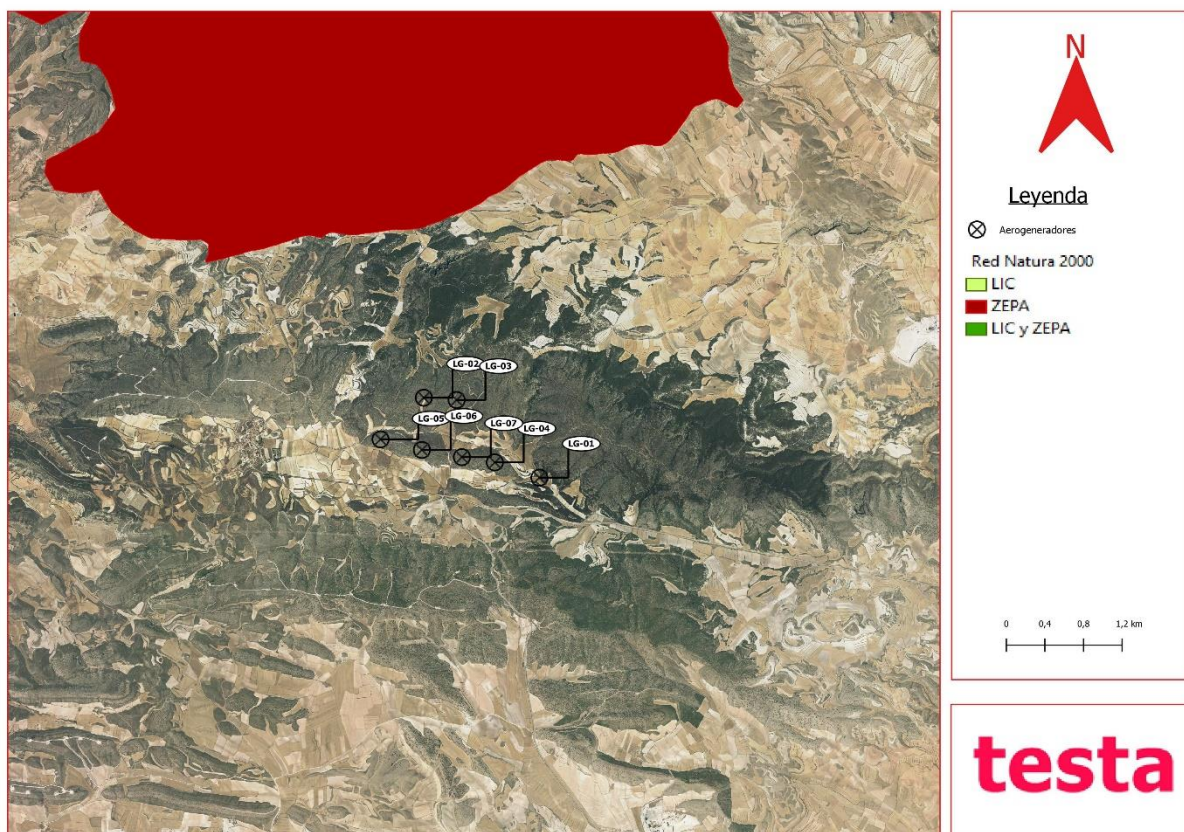 LG-02
LG-03
LG-05
LG-06
LG-07
LG-04
LG-01
N
Leyenda
Aerogeneradores
Red Natura 2000
LIC
ZEPA
LIC y ZEPA
0 0,4 0,8 1,2 km
testa